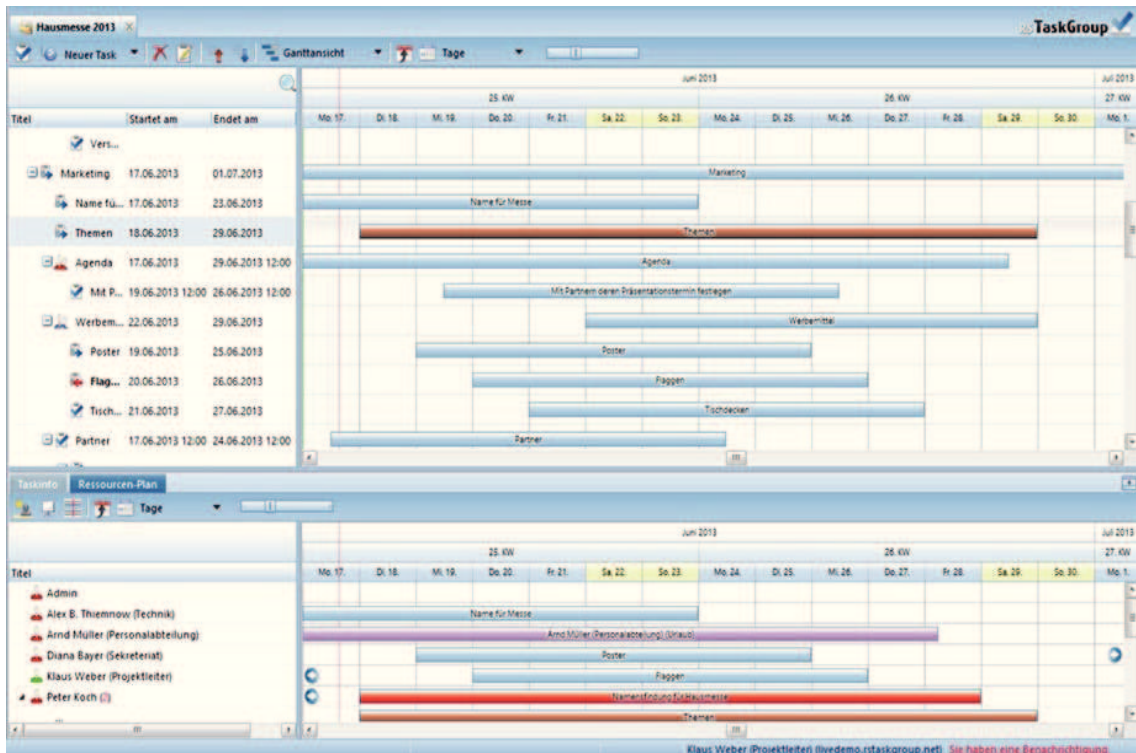 Hausmesse 2013
rsTaskGroup
Neuer Task Ganttansicht Tage
Juni 2013 Juli 2013
25. KW 26. KW 27. KW
Titel Startet am Endet am Mo. 17. Di. 18. Mi. 19. Do. 20. Fr. 21. Sa. 22. So. 23. Mo. 24. Di. 25. Mi. 26. Do. 27. Fr. 28. Sa. 29. So. 30. Mo. 1.
Vers...
Marketing 17.06.2013 01.07.2013 Marketing
Name fü... 17.06.2013 23.06.2013 Name für Messe
Themen 18.06.2013 29.06.2013 Themen
Agenda 17.06.2013 29.06.2013 12:00 Agenda
Mit P... 19.06.2013 12:00 26.06.2013 12:00 Mit Partnern deren Präsentationstermin festlegen
Werbem... 22.06.2013 29.06.2013 Werbemittel
Poster 19.06.2013 25.06.2013 Poster
Flag... 20.06.2013 26.06.2013 Flaggen
Tisch... 21.06.2013 27.06.2013 Tischdecken
Partner 17.06.2013 12:00 24.06.2013 12:00 Partner
Taskinfo Ressourcen-Plan
Tage
Juni 2013 Juli 2013
25. KW 26. KW 27. KW
Titel Mo. 17. Di. 18. Mi. 19. Do. 20. Fr. 21. Sa. 22. So. 23. Mo. 24. Di. 25. Mi. 26. Do. 27. Fr. 28. Sa. 29. So. 30. Mo. 1.
Admin
Alex B. Thiemnow (Technik) Name für Messe
Arnd Müller (Personalabteilung) Arnd Müller (Personalabteilung) (Urlaub)
Diana Bayer (Sekreteriat) Poster
Klaus Weber (Projektleiter) Flaggen
Peter Koch (2) Namensfindung für Hausmesse
Themen
Klaus Weber (Projektleiter) (livedemo.rstaskgroup.net) Sie haben eine Benachrichtigung.